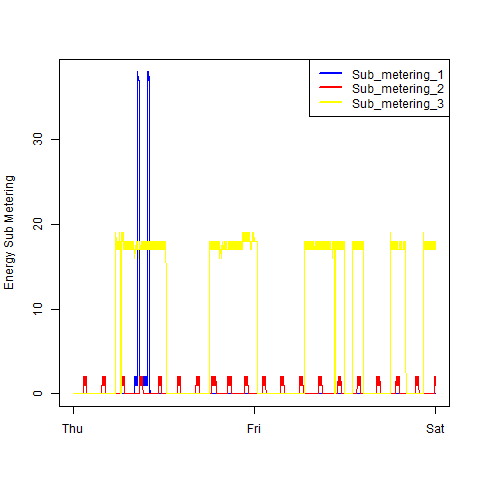 Sub_metering_1
Sub_metering_2
Sub_metering_3
Energy Sub Metering
30
20
10
0
Thu
Fri
Sat